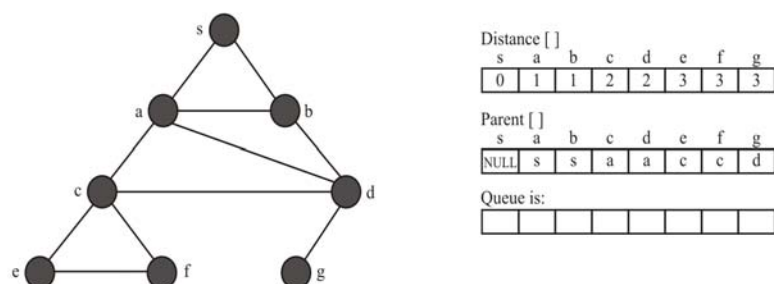 s
a
b
c
d
e
f
g
Distance [ ]
s a b c d e f g
0 1 1 2 2 3 3 3
Parent [ ]
s a b c d e f g
NULL s s a a c c d
Queue is: